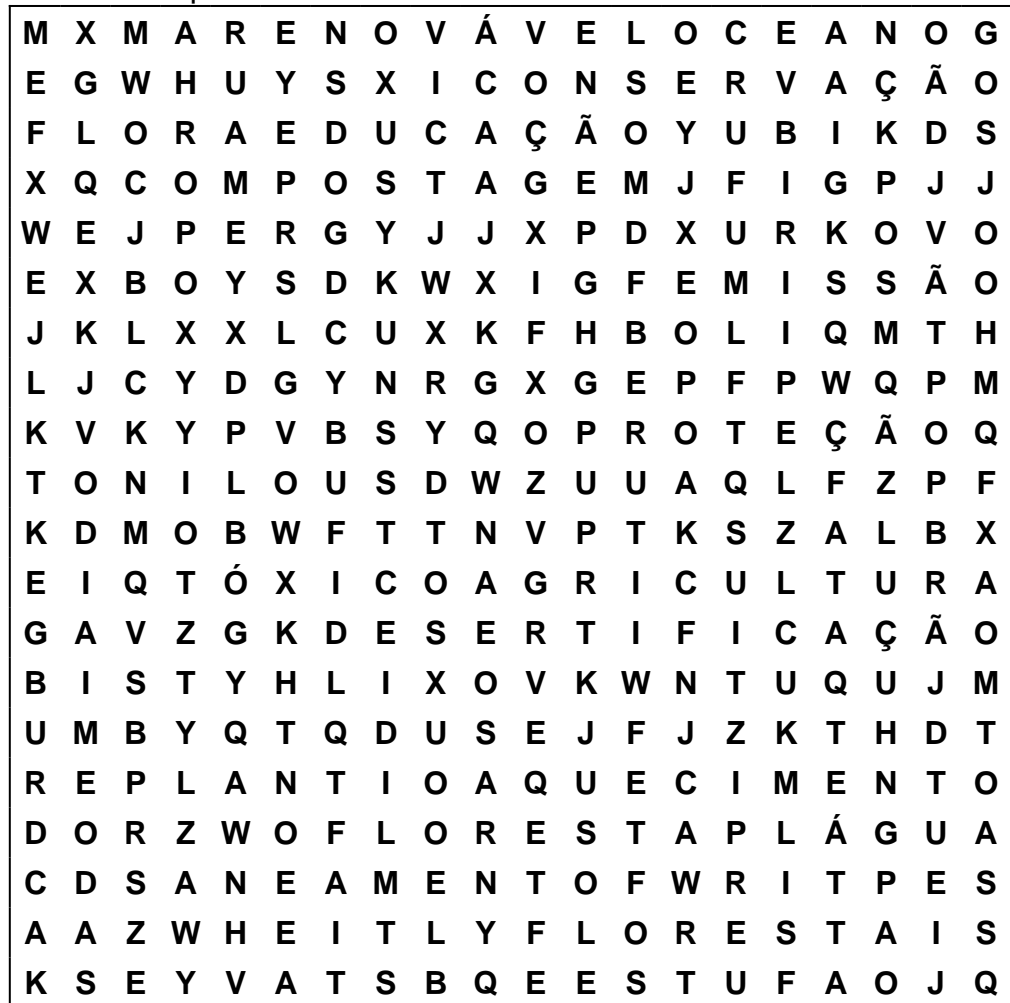 M X M A R E N O V Á V E L O C E A N O G
E G W H U Y S X I C O N S E R V A Ç Ã O
F L O R A E D U C A Ç Ã O Y U B I K D S
X Q C O M P O S T A G E M J F I G P J J
W E J P E R G Y J J X P D X U R K O V O
E X B O Y S D K W X I G F E M I S S Ã O
J K L X X L C U X K F H B O L I Q M T H
L J C Y D G Y N R G X G E P F P W Q P M
K V K Y P V B S Y Q O P R O T E Ç Ã O Q
T O N I L O U S D W Z U U A Q L F Z P F
K D M O B W F T T N V P T K S Z A L B X
E I Q T Ó X I C O A G R I C U L T U R A
G A V Z G K D E S E R T I F I C A Ç Ã O
B I S T Y H L I X O V K W N T U Q U J M
U M B Y Q T Q D U S E J F J Z K T H D T
R E P L A N T I O A Q U E C I M E N T O
D O R Z W O F L O R E S T A P L Á G U A
C D S A N E A M E N T O F W R I T P E S
A A Z W H E I T L Y F L O R E S T A I S
K S E Y V A T S B Q E E S T U F A O J Q